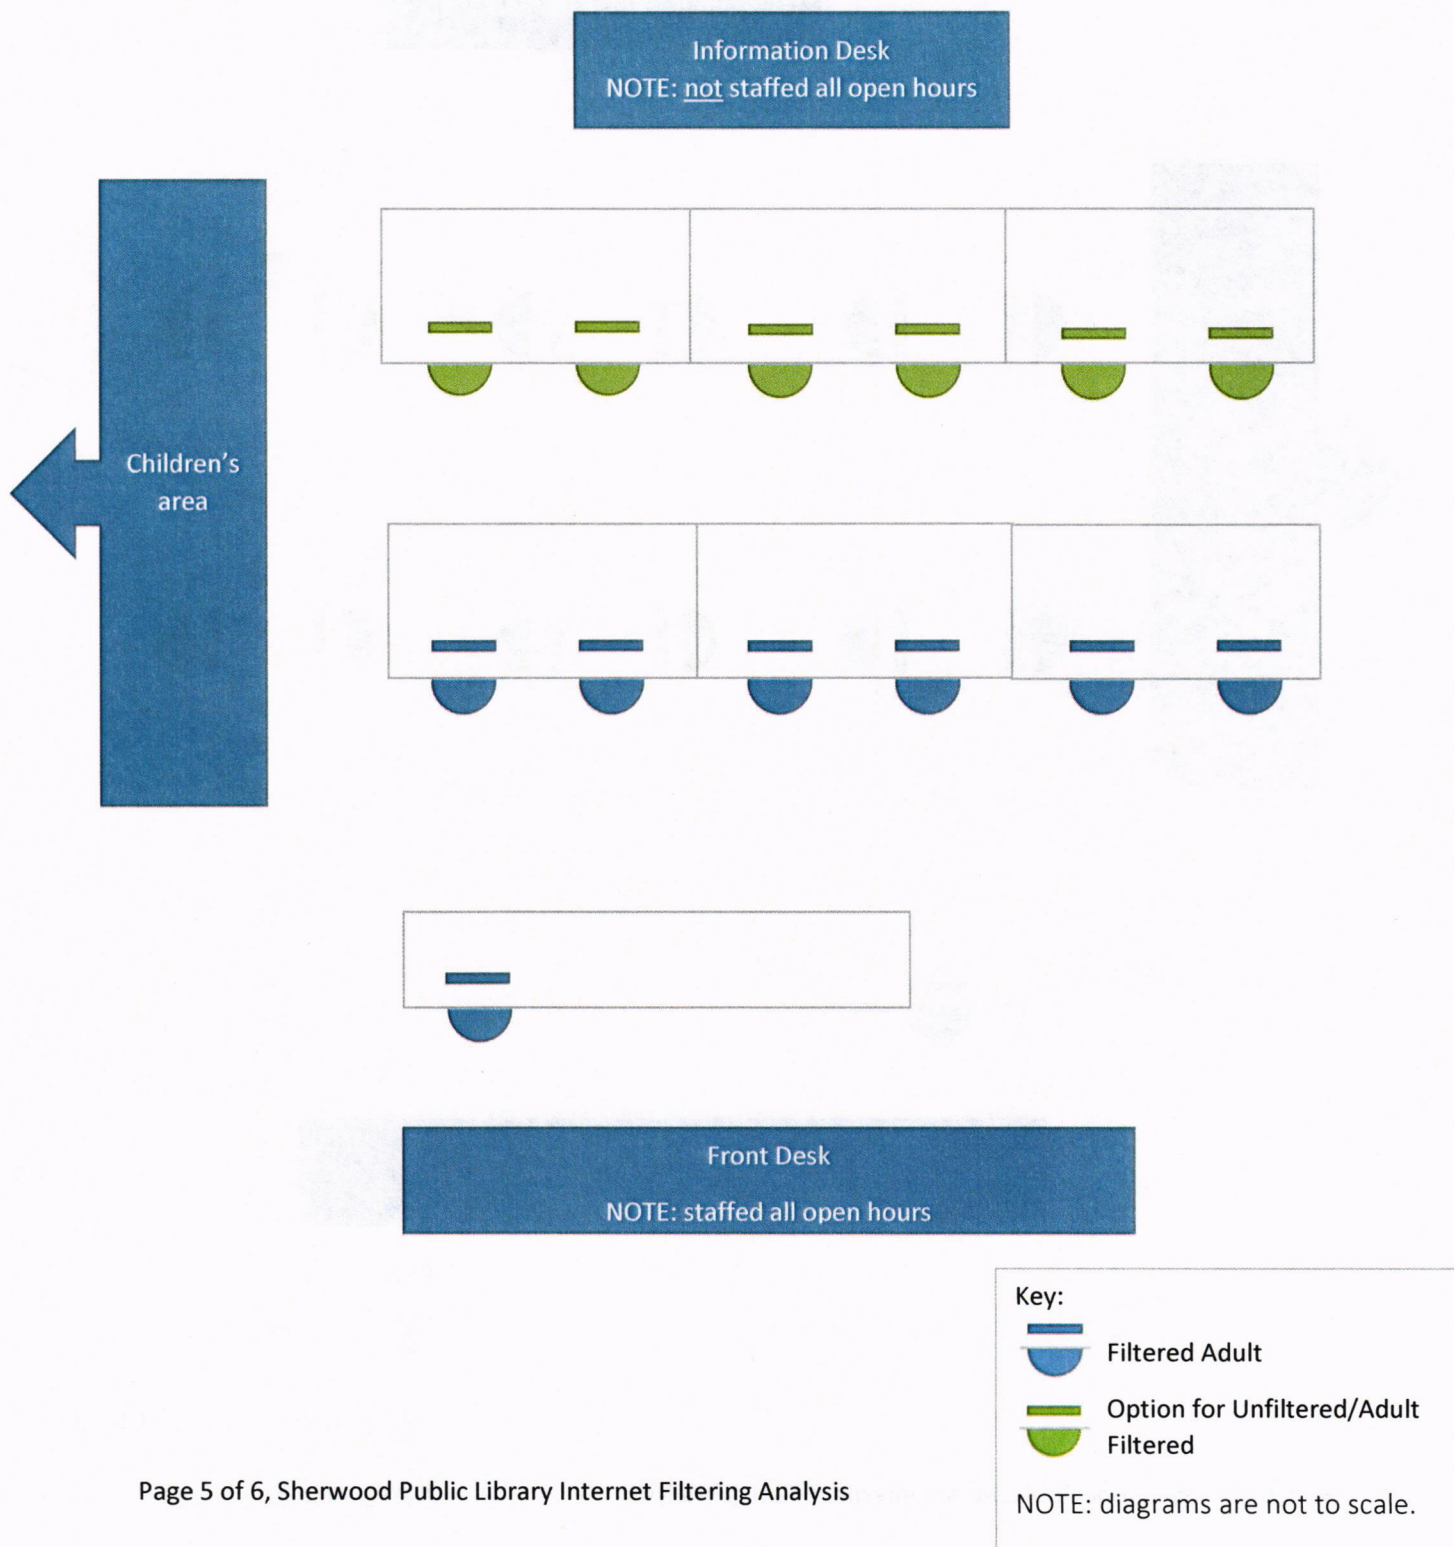 Information Desk
NOTE: not staffed all open hours
Children's
area
Front Desk
NOTE: staffed all open hours
Key:
Filtered Adult
Option for Unfiltered/Adult
Filtered
NOTE: diagrams are not to scale.
Page 5 of 6, Sherwood Public Library Internet Filtering Analysis